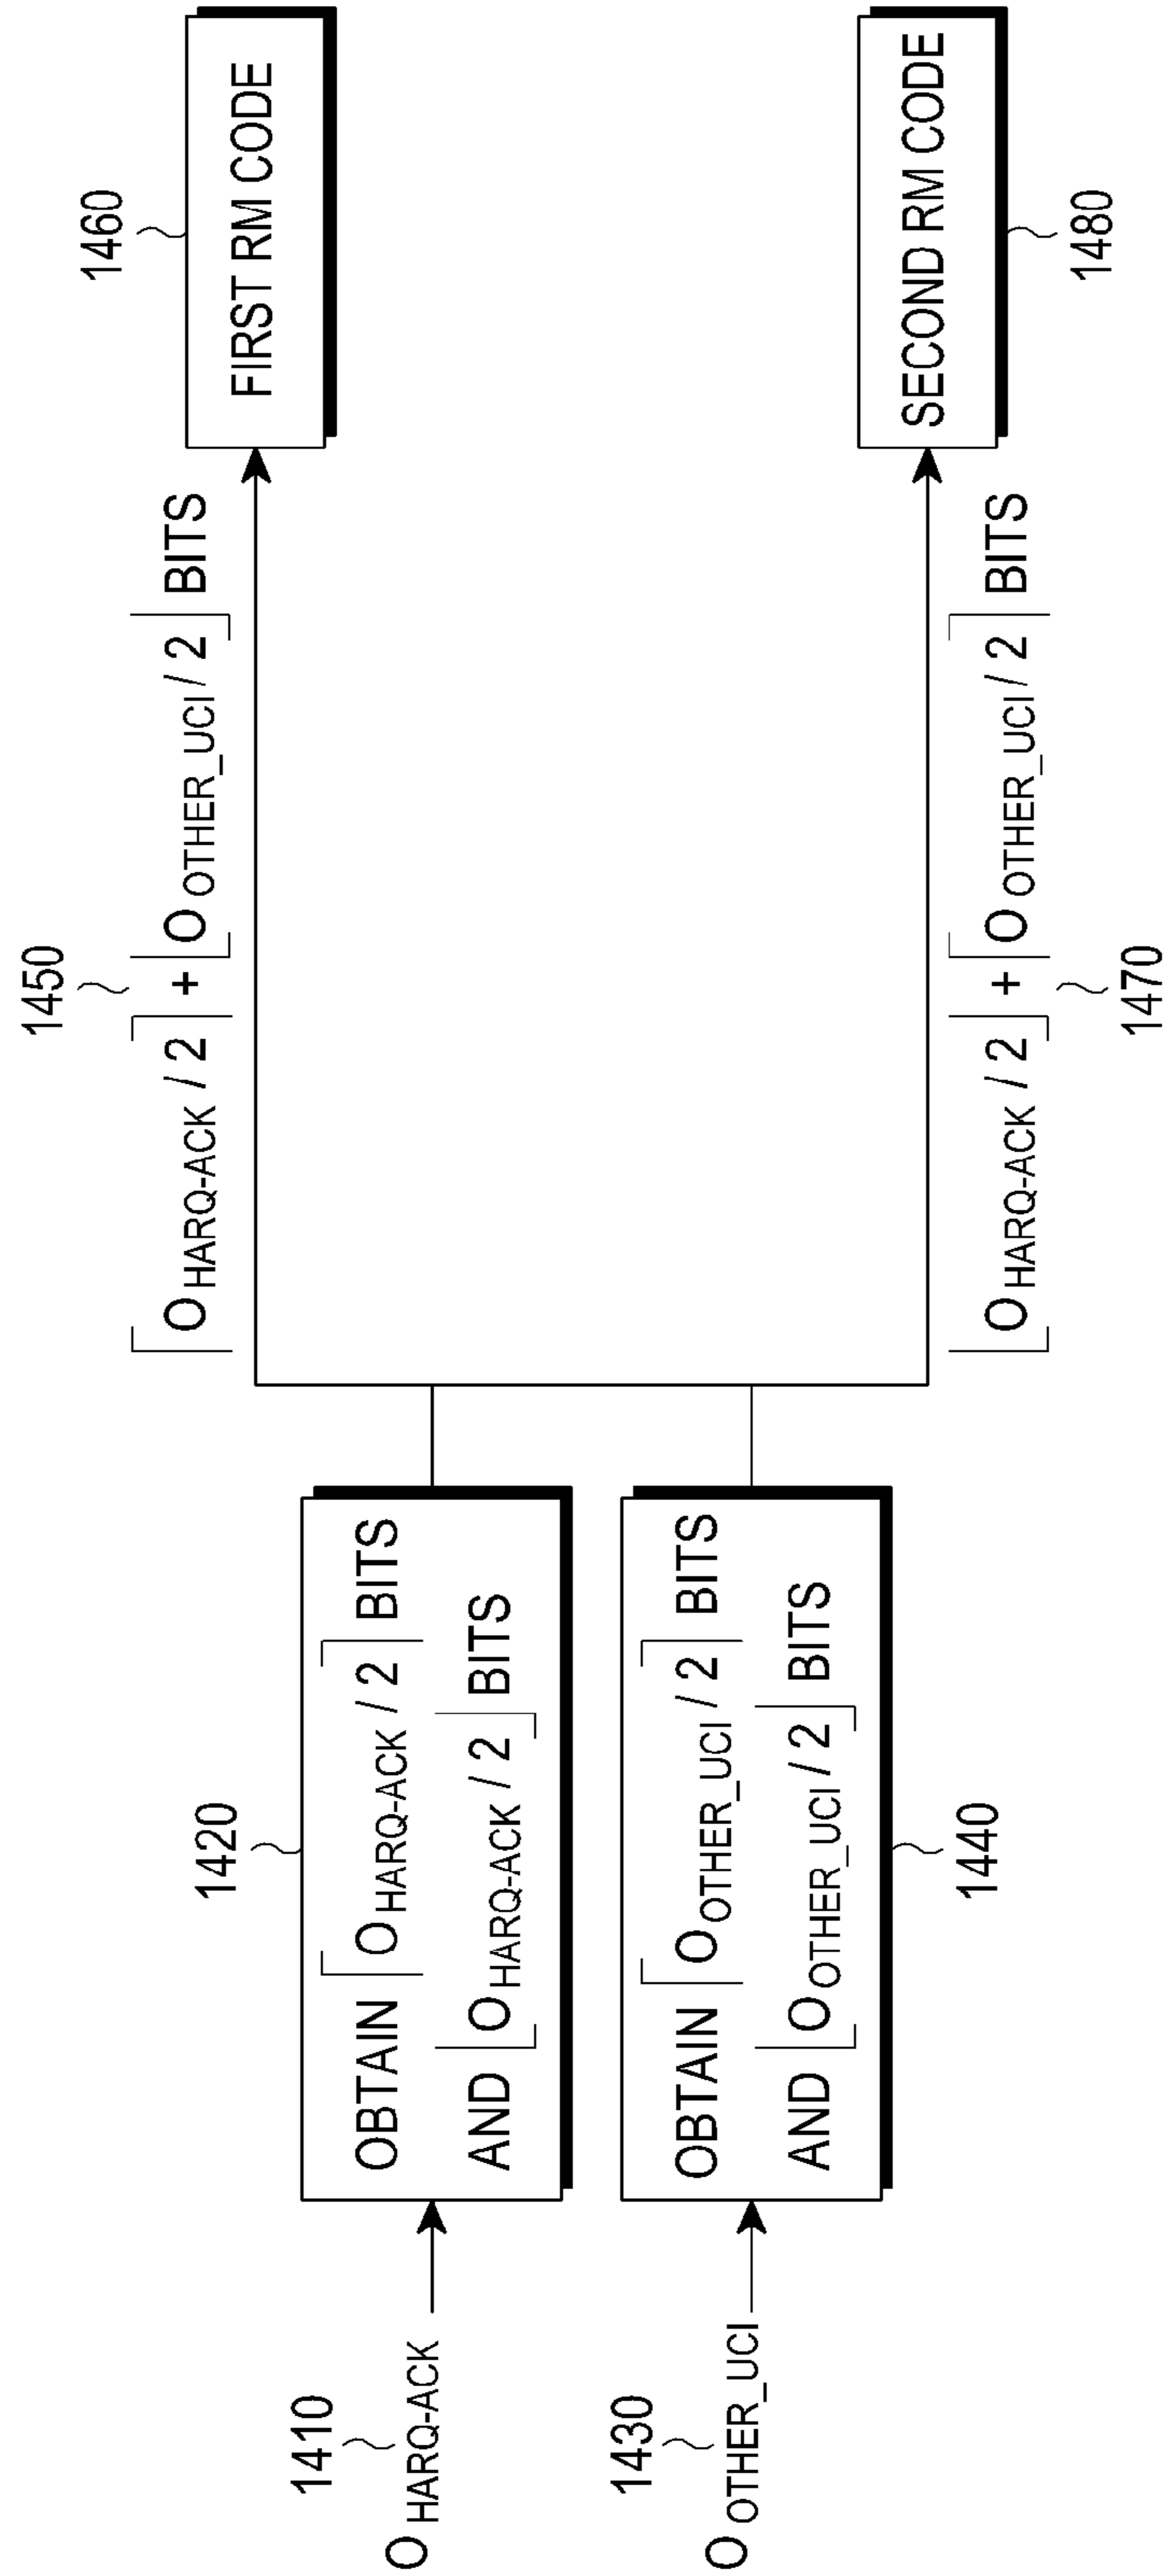 1410
O HARQ-ACK
1420
OBTAIN ⌈O HARQ-ACK / 2⌉ BITS
AND ⌊O HARQ-ACK / 2⌋ BITS
1430
O OTHER_UCI
OBTAIN ⌈O OTHER_UCI / 2⌉ BITS
AND ⌊O OTHER_UCI / 2⌋ BITS
1440
1450
⌈O HARQ-ACK / 2⌉ + ⌊O OTHER_UCI / 2⌋ BITS
1460
FIRST RM CODE
⌊O HARQ-ACK / 2⌋ + ⌈O OTHER_UCI / 2⌉ BITS
1470
SECOND RM CODE
1480